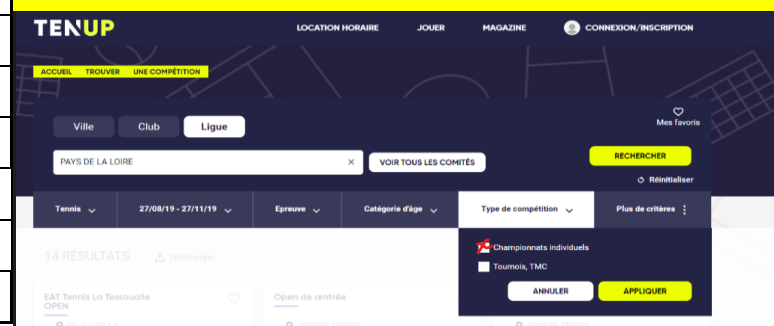 TENUP
LOCATION HORAIRE JOUER MAGAZINE CONNEXION/INSCRIPTION
ACCUEIL TROUVER UNE COMPÉTITION
Mes favoris
Ville Club Ligue
PAYS DE LA LOIRE × VOIR TOUS LES COMITÉS RECHERCHER
Réinitialiser
Tennis 27/08/19 - 27/11/19 Epreuve Catégorie d'âge Type de compétition Plus de critères
Championnats individuels
14 RÉSULTATS Télécharger
Tournois, TMC
ANNULER APPLIQUER
EAT Tennis La Tessoualle Open de rentrée
OPEN